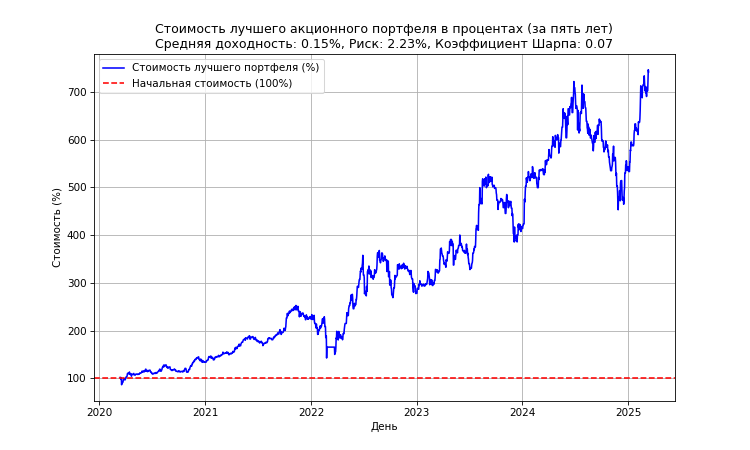 Стоимость лучшего акционного портфеля в процентах (за пять лет)
Средняя доходность: 0.15%, Риск: 2.23%, Коэффициент Шарпа: 0.07
Стоимость лучшего портфеля (%)
Начальная стоимость (100%)
Стоимость (%)
700
600
500
400
300
200
100
2020
2021
2022
2023
2024
2025
День